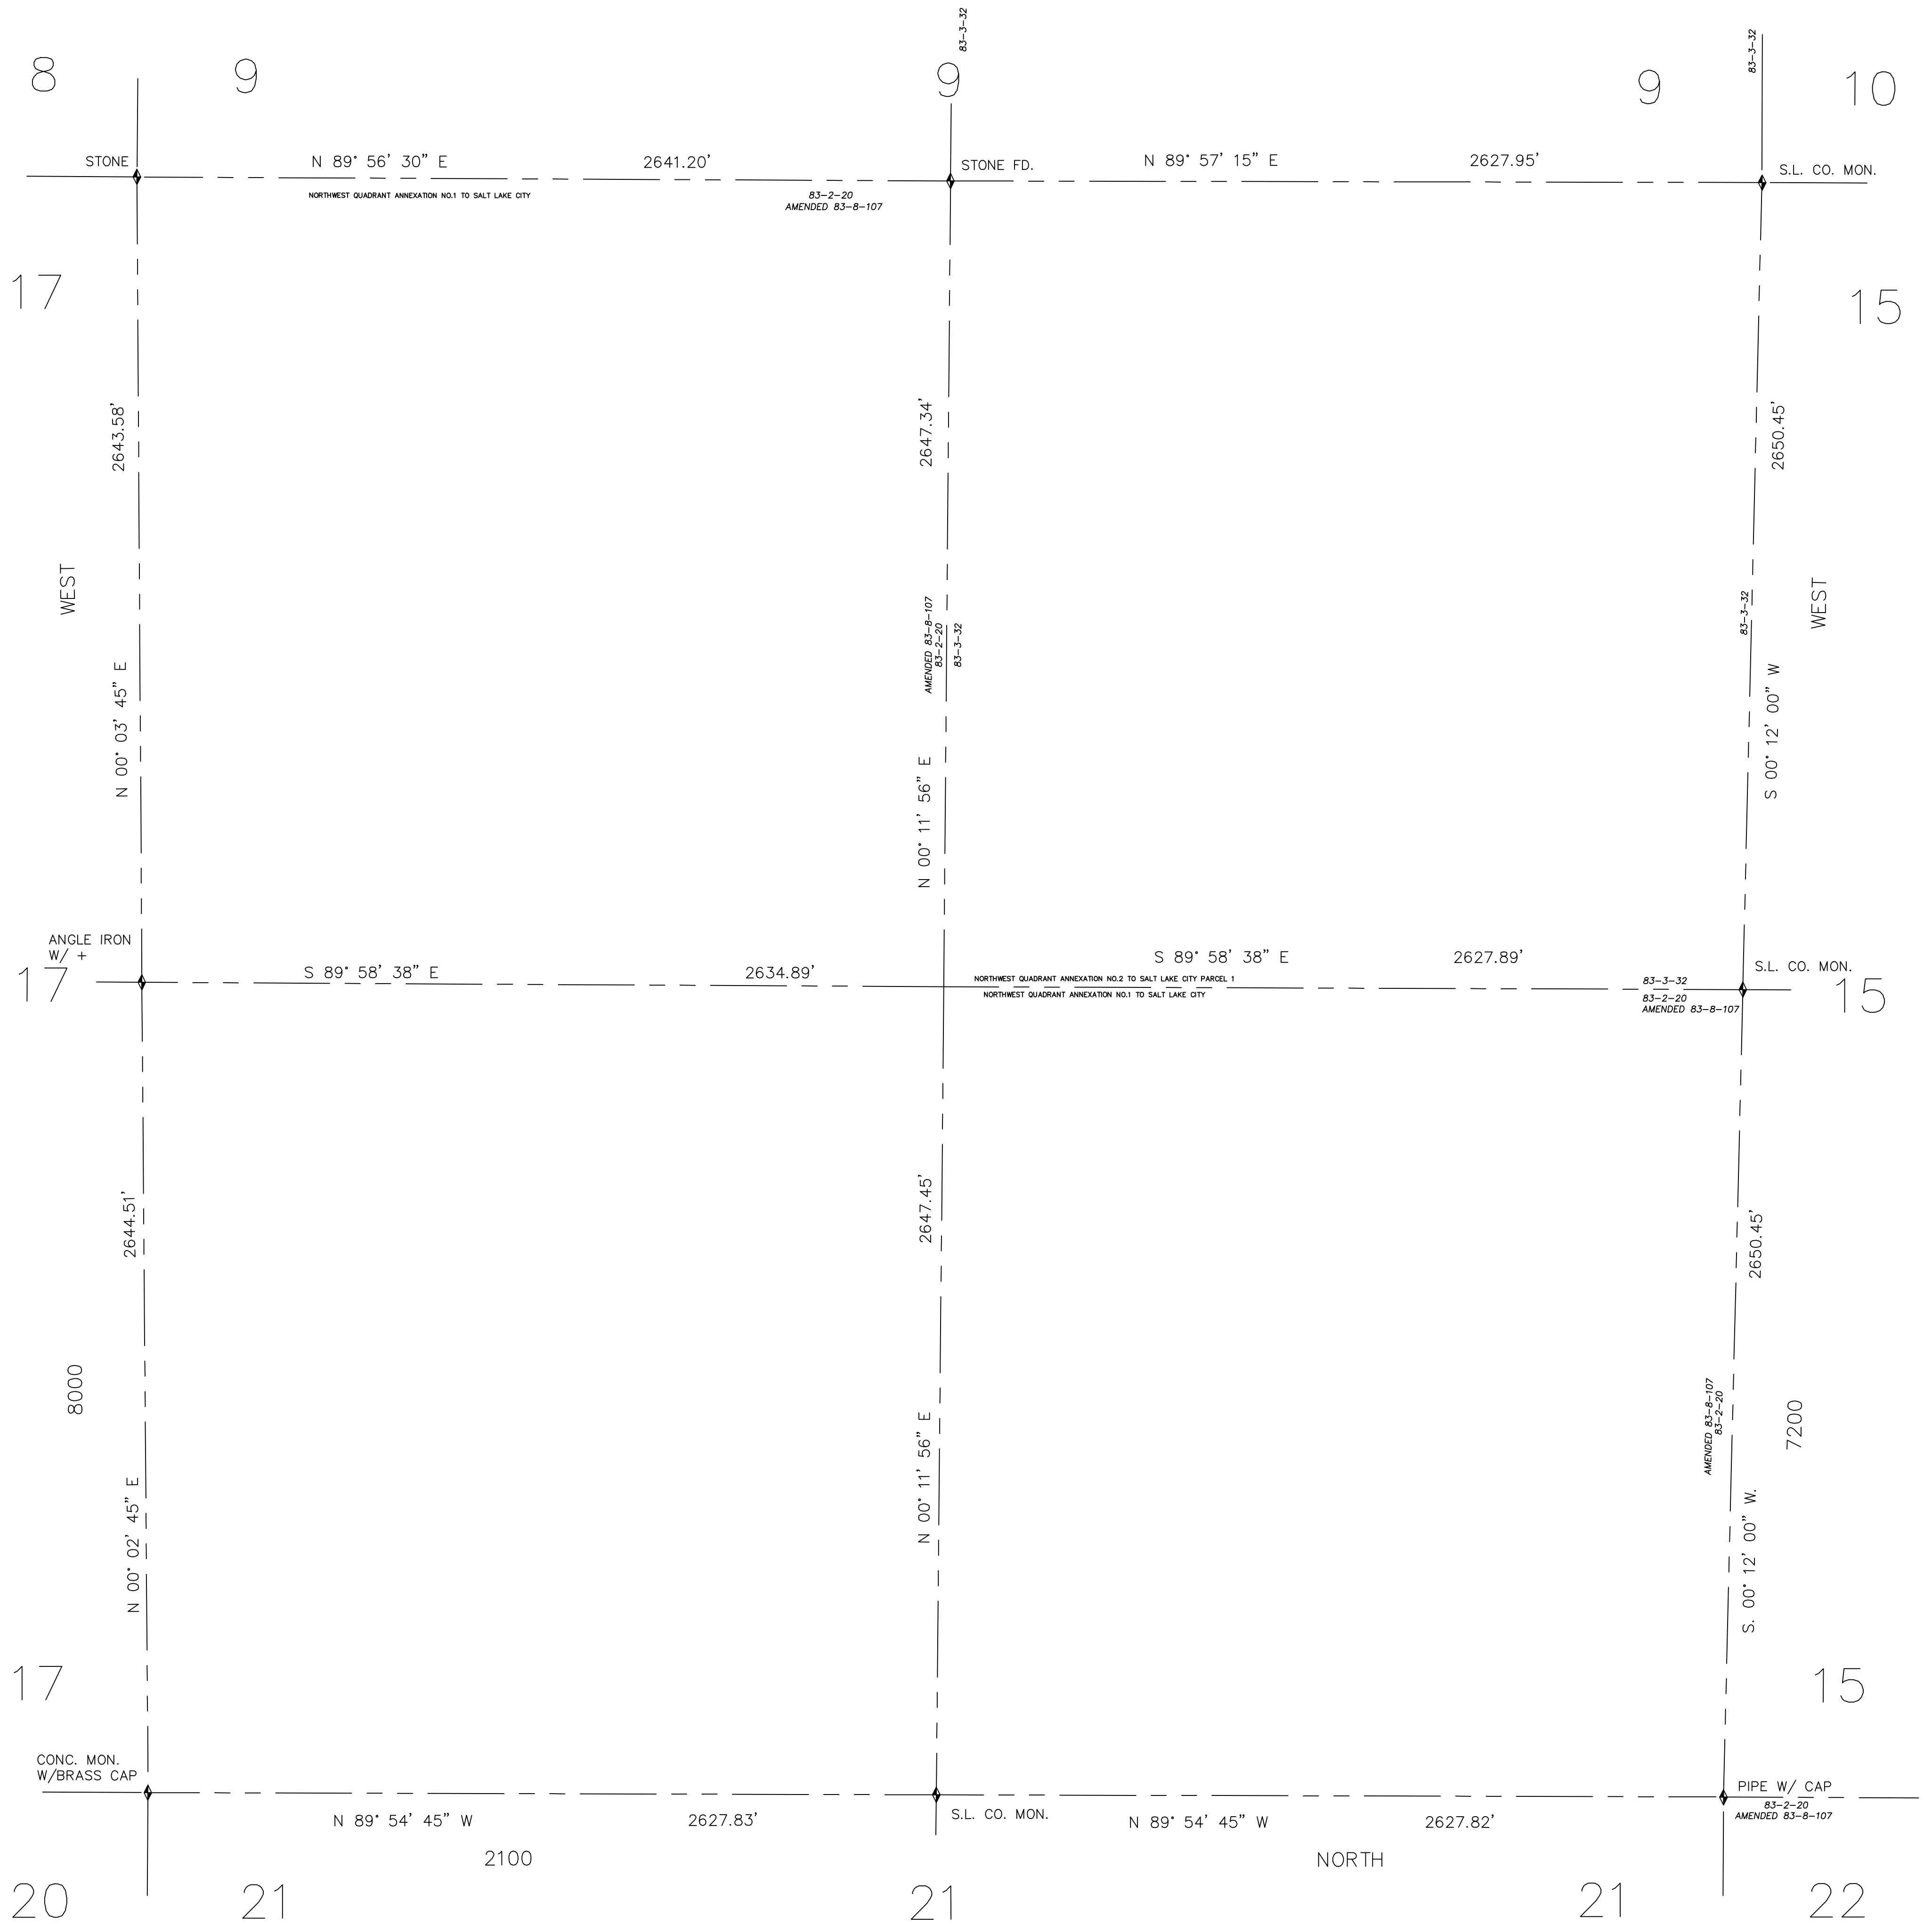 83-3-32
83-3-32
8
9
9
9
10
STONE
N 89° 56' 30" E
2641.20'
STONE FD.
N 89° 57' 15" E
2627.95'
S.L. CO. MON.
NORTHWEST QUADRANT ANNEXATION NO.1 TO SALT LAKE CITY
83-2-20
AMENDED 83-8-107
17
15
2643.58'
2647.34'
2650.45'
WEST
WEST
AMENDED 83-8-107
83-2-20
83-3-32
83-3-32
N 00° 03' 45" E
N 00° 11' 56" E
S 00° 12' 00" W
ANGLE IRON
W/ +
17
S 89° 58' 38" E
2634.89'
S 89° 58' 38" E
2627.89'
S.L. CO. MON.
NORTHWEST QUADRANT ANNEXATION NO.2 TO SALT LAKE CITY PARCEL 1
83-3-32
NORTHWEST QUADRANT ANNEXATION NO.1 TO SALT LAKE CITY
83-2-20
AMENDED 83-8-107
15
2644.51'
2647.45'
2650.45'
8000
AMENDED 83-8-107
83-2-20
7200
N 00° 02' 45" E
N 00° 11' 56" E
S. 00° 12' 00" W.
17
15
CONC. MON.
W/BRASS CAP
PIPE W/ CAP
83-2-20
AMENDED 83-8-107
N 89° 54' 45" W
2627.83'
S.L. CO. MON.
N 89° 54' 45" W
2627.82'
2100
NORTH
20
21
21
21
22